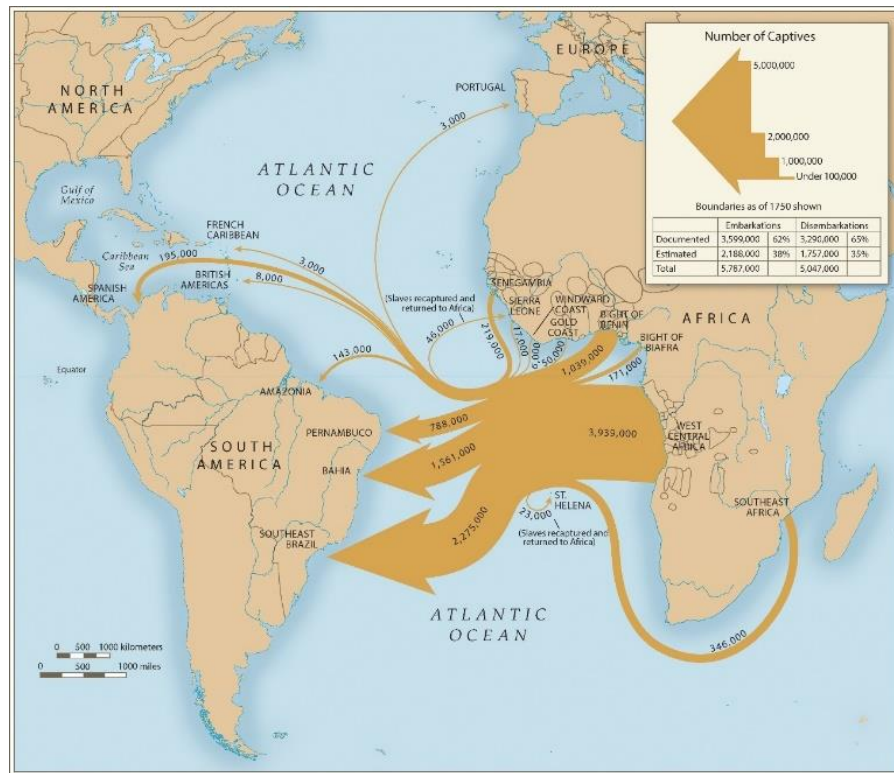 Number of Captives
5,000,000
2,000,000
1,000,000
Under 100,000
Boundaries as of 1750 shown
Embarkations Disembarkations
Documented 3,599,000 62% 3,290,000 65%
Estimated 2,188,000 38% 1,757,000 35%
Total 5,787,000 5,047,000
NORTH
AMERICA
EUROPE
PORTUGAL
3,000
ATLANTIC
OCEAN
Gulf of
Mexico
FRENCH
CARIBBEAN
Caribbean
Sea
195,000
3,000
BRITISH
AMERICAS
8,000
SPANISH
AMERICA
(Slaves recaptured and
returned to Africa)
46,000
SENEGAMBIA
SIERRA
LEONE
WINDWARD
COAST
GOLD
COAST
BIGHT OF
BENIN
AFRICA
BIGHT OF
BIAFRA
219,000
17,000
50,000
1,039,000
171,000
143,000
Equator
AMAZONIA
PERNAMBUCO
788,000
3,939,000
WEST
CENTRAL
AFRICA
SOUTH
AMERICA
BAHIA
1,561,000
SOUTHEAST
AFRICA
ST.
HELENA
23,000
(Slaves recaptured and
returned to Africa)
SOUTHEAST
BRAZIL
2,275,000
ATLANTIC
OCEAN
346,000
0 500 1000 kilometers
0 500 1000 miles